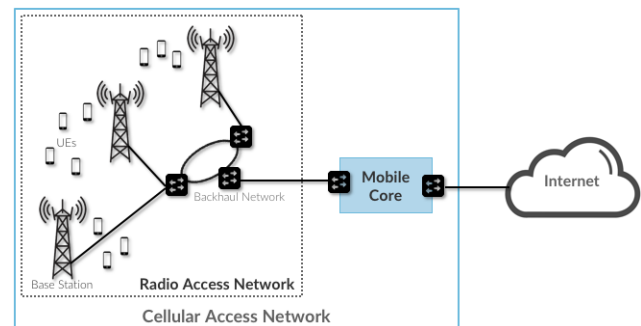 UEs
Backhaul Network
Base Station
Radio Access Network
Mobile
Core
Internet
Cellular Access Network